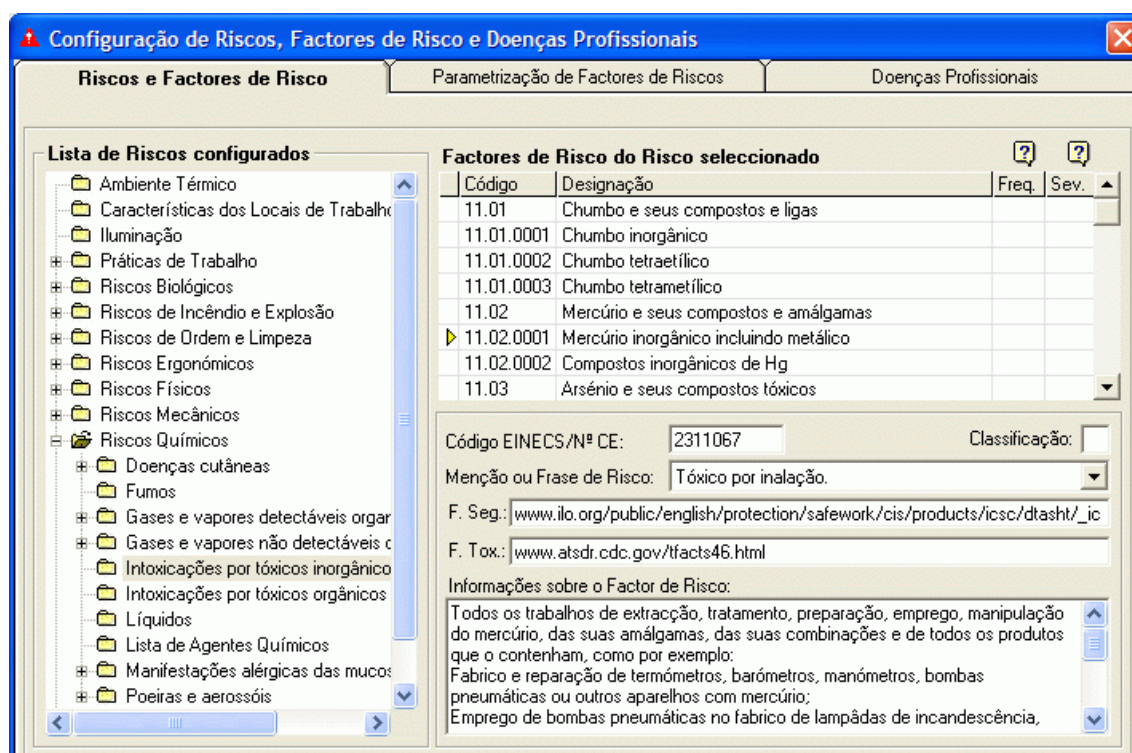 Configuração de Riscos, Factores de Risco e Doenças Profissionais
Riscos e Factores de Risco
Parametrização de Factores de Riscos
Doenças Profissionais
Lista de Riscos configurados
Ambiente Térmico
Características dos Locais de Trabalho
Iluminação
Práticas de Trabalho
Riscos Biológicos
Riscos de Incêndio e Explosão
Riscos de Ordem e Limpeza
Riscos Ergonómicos
Riscos Físicos
Riscos Mecânicos
Riscos Químicos
Doenças cutâneas
Fumos
Gases e vapores detectáveis organ
Gases e vapores não detectáveis c
Intoxicações por tóxicos inorgânico
Intoxicações por tóxicos orgânicos
Líquidos
Lista de Agentes Químicos
Manifestações alérgicas das mucos
Poeiras e aerossóis
Factores de Risco do Risco seleccionado
Código Designação Freq. Sev.
11.01 Chumbo e seus compostos e ligas
11.01.0001 Chumbo inorgânico
11.01.0002 Chumbo tetraetílico
11.01.0003 Chumbo tetrametílico
11.02 Mercúrio e seus compostos e amálgamas
11.02.0001 Mercúrio inorgânico incluindo metálico
11.02.0002 Compostos inorgânicos de Hg
11.03 Arsénio e seus compostos tóxicos
Código EINECS/Nº CE: 2311067 Classificação:
Menção ou Frase de Risco: Tóxico por inalação.
F. Seg.: www.ilo.org/public/english/protection/safework/cis/products/icsc/dtasht/_ic
F. Tox.: www.atsdr.cdc.gov/tfacts46.html
Informações sobre o Factor de Risco:
Todos os trabalhos de extracção, tratamento, preparação, emprego, manipulação
do mercúrio, das suas amálgamas, das suas combinações e de todos os produtos
que o contenham, como por exemplo:
Fabrico e reparação de termómetros, barómetros, manómetros, bombas
pneumáticas ou outros aparelhos com mercúrio;
Emprego de bombas pneumáticas no fabrico de lampâdas de incandescência,